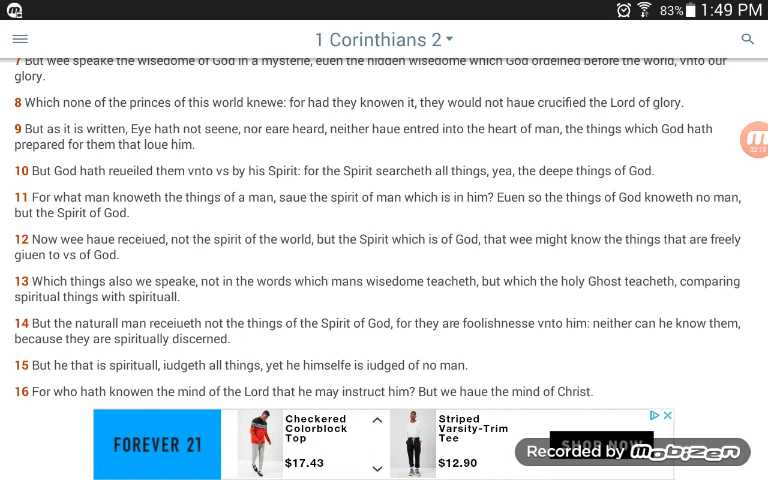 83% 1:49 PM
1 Corinthians 2
7 But wee speake the wisedome of God in a mysterie, euen the hidden wisedome which God ordeined before the world, vnto our
glory.
8 Which none of the princes of this world knewe: for had they knowen it, they would not haue crucified the Lord of glory.
9 But as it is written, Eye hath not seene, nor eare heard, neither haue entred into the heart of man, the things which God hath
prepared for them that loue him.
10 But God hath reueiled them vnto vs by his Spirit: for the Spirit searcheth all things, yea, the deepe things of God.
11 For what man knoweth the things of a man, saue the spirit of man which is in him? Euen so the things of God knoweth no man,
but the Spirit of God.
12 Now wee haue receiued, not the spirit of the world, but the Spirit which is of God, that wee might know the things that are freely
giuen to vs of God.
13 Which things also we speake, not in the words which mans wisedome teacheth, but which the holy Ghost teacheth, comparing
spiritual things with spirituall.
14 But the naturall man receiueth not the things of the Spirit of God, for they are foolishnesse vnto him: neither can he know them,
because they are spiritually discerned.
15 But he that is spirituall, iudgeth all things, yet he himselfe is iudged of no man.
16 For who hath knowen the mind of the Lord that he may instruct him? But we haue the mind of Christ.
FOREVER 21
Checkered
Colorblock
Top
$17.43
Striped
Varsity-Trim
Tee
$12.90
SHOP NOW
Recorded by Mobizen